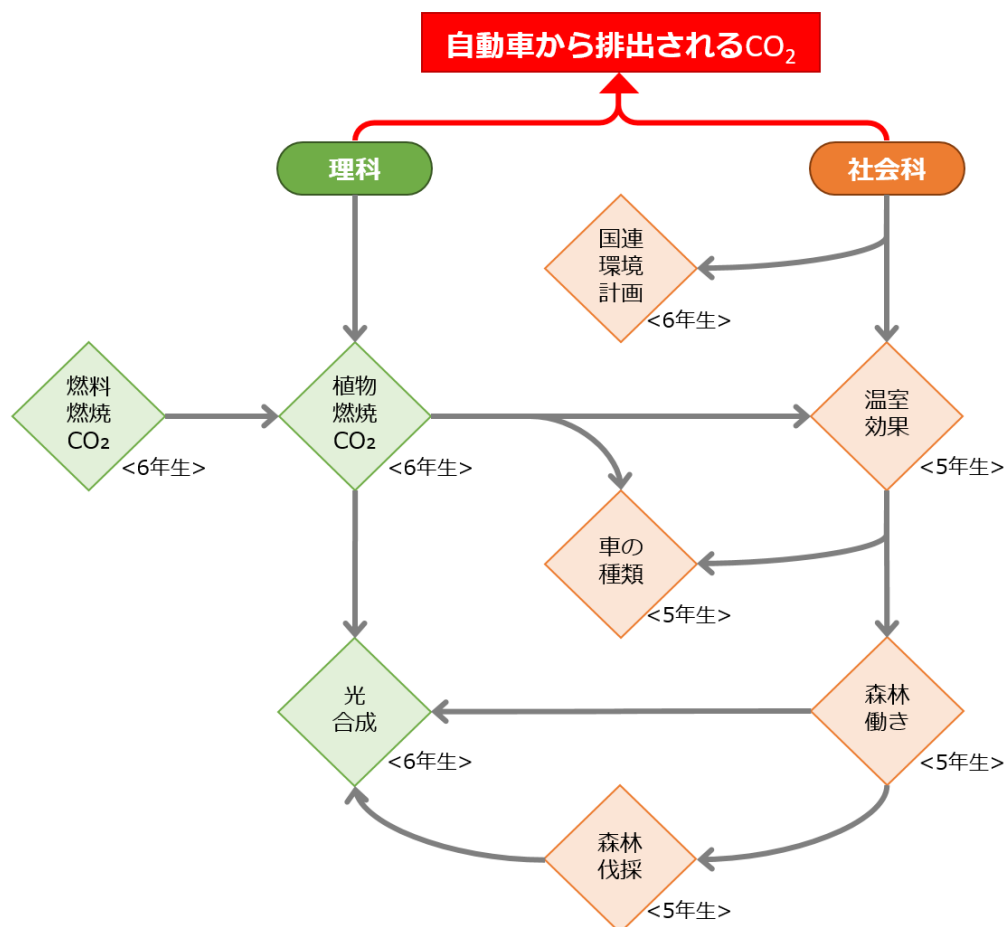 自動車から排出されるCO₂
理科
社会科
国連
環境
計画
<6年生>
燃料
燃焼
CO₂
<6年生>
植物
燃焼
CO₂
<6年生>
温室
効果
<5年生>
車の
種類
<5年生>
光
合成
<6年生>
森林
働き
<5年生>
森林
伐採
<5年生>